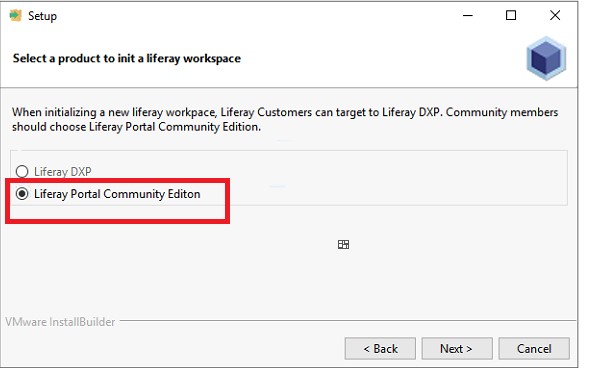 Setup
Select a product to init a liferay workspace
When initializing a new liferay workpace, Liferay Customers can target to Liferay DXP. Community members
should choose Liferay Portal Community Edition.
Liferay DXP
Liferay Portal Community Editon
VMware InstallBuilder
< Back Next > Cancel